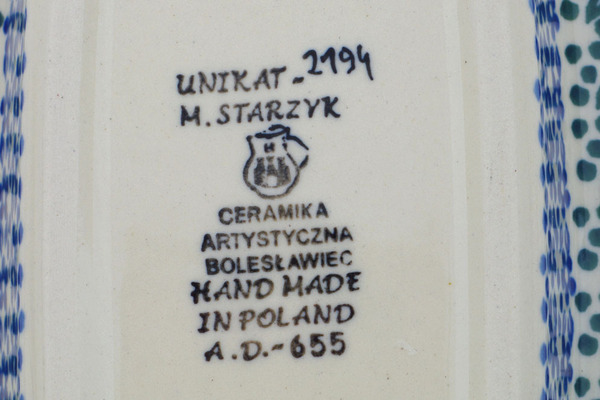 UNIKAT-2194
M. STARZYK
H
CERAMIKA
ARTYSTYCZNA
BOLESŁAWIEC
HAND MADE
IN POLAND
A.D.-655